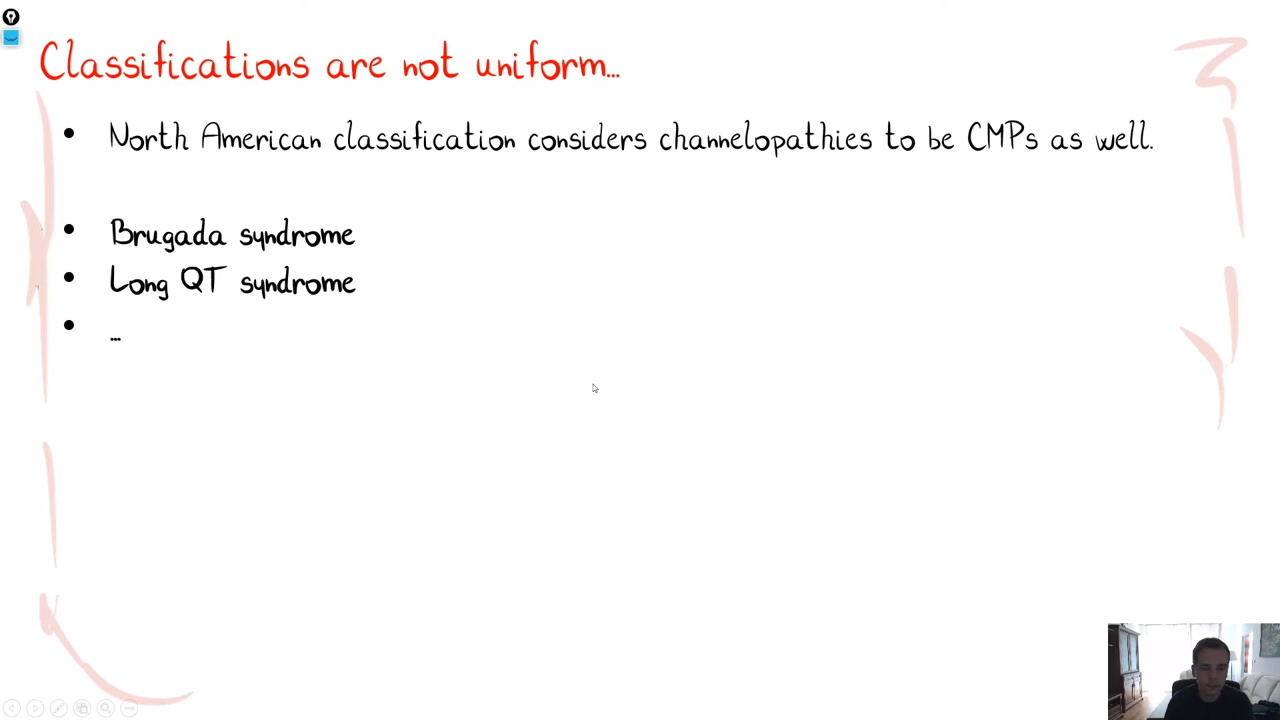 Classifications are not uniform...
• North American classification considers channelopathies to be CMPs as well.
• Brugada syndrome
• Long QT syndrome
• ...